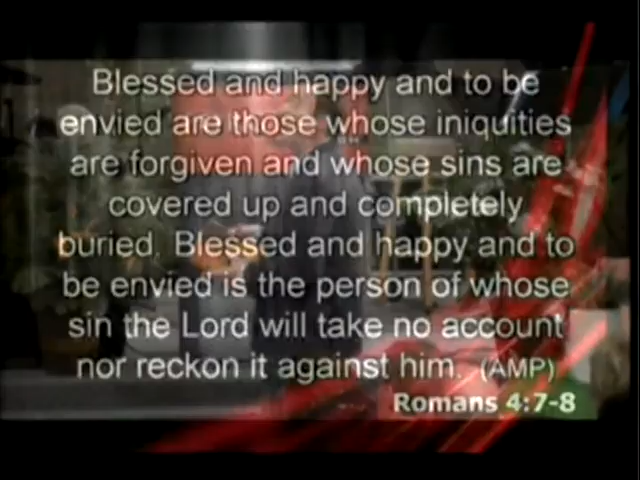 Blessed and happy and to be
envied are those whose iniquities
are forgiven and whose sins are
covered up and completely
buried. Blessed and happy and to
be envied is the person of whose
sin the Lord will take no account
nor reckon it against him. (AMP)
Romans 4:7-8